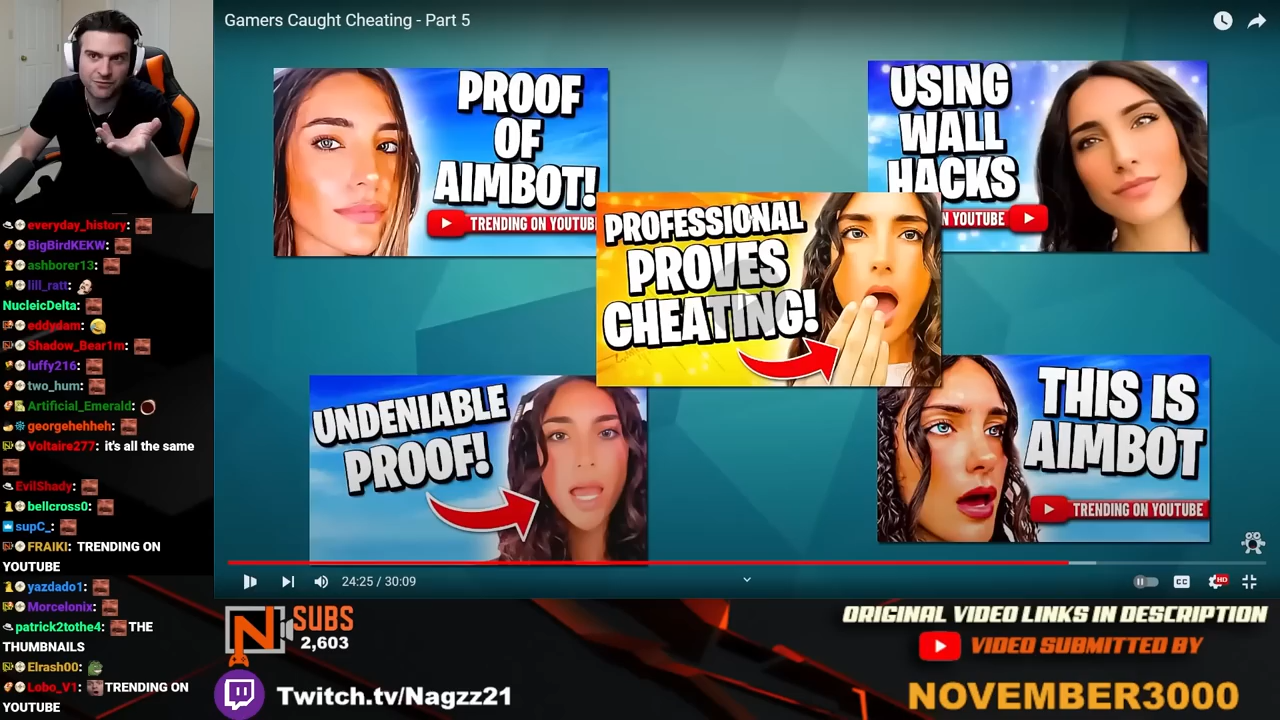 Gamers Caught Cheating - Part 5
PROOF
OF
AIMBOT!
TRENDING ON YOUTUB
USING
WALL
HACKS
N YOUTUBE
PROFESSIONAL
PROVES
CHEATING!
UNDENIABLE
PROOF!
THIS IS
AIMBOT
TRENDING ON YOUTUBE
24:25 / 30:09
CC
HD
everyday_history:
BigBirdKEKW:
ashborer13:
lill_ratt:
NucleicDelta:
eddydam:
Shadow_Bear1m:
luffy216:
two_hum:
Artificial_Emerald:
georgehehheh:
Voltaire277: it's all the same
EvilShady:
bellcross0:
supC_:
FRAIKI: TRENDING ON
YOUTUBE
yazdado1:
Morcelonix:
patrick2tothe4: THE
THUMBNAILS
Elrash00:
Lobo_V1: TRENDING ON
YOUTUBE
N SUBS
2,603
Twitch.tv/Nagzz21
ORIGINAL VIDEO LINKS IN DESCRIPTION
VIDEO SUBMITTED BY
NOVEMBER3000